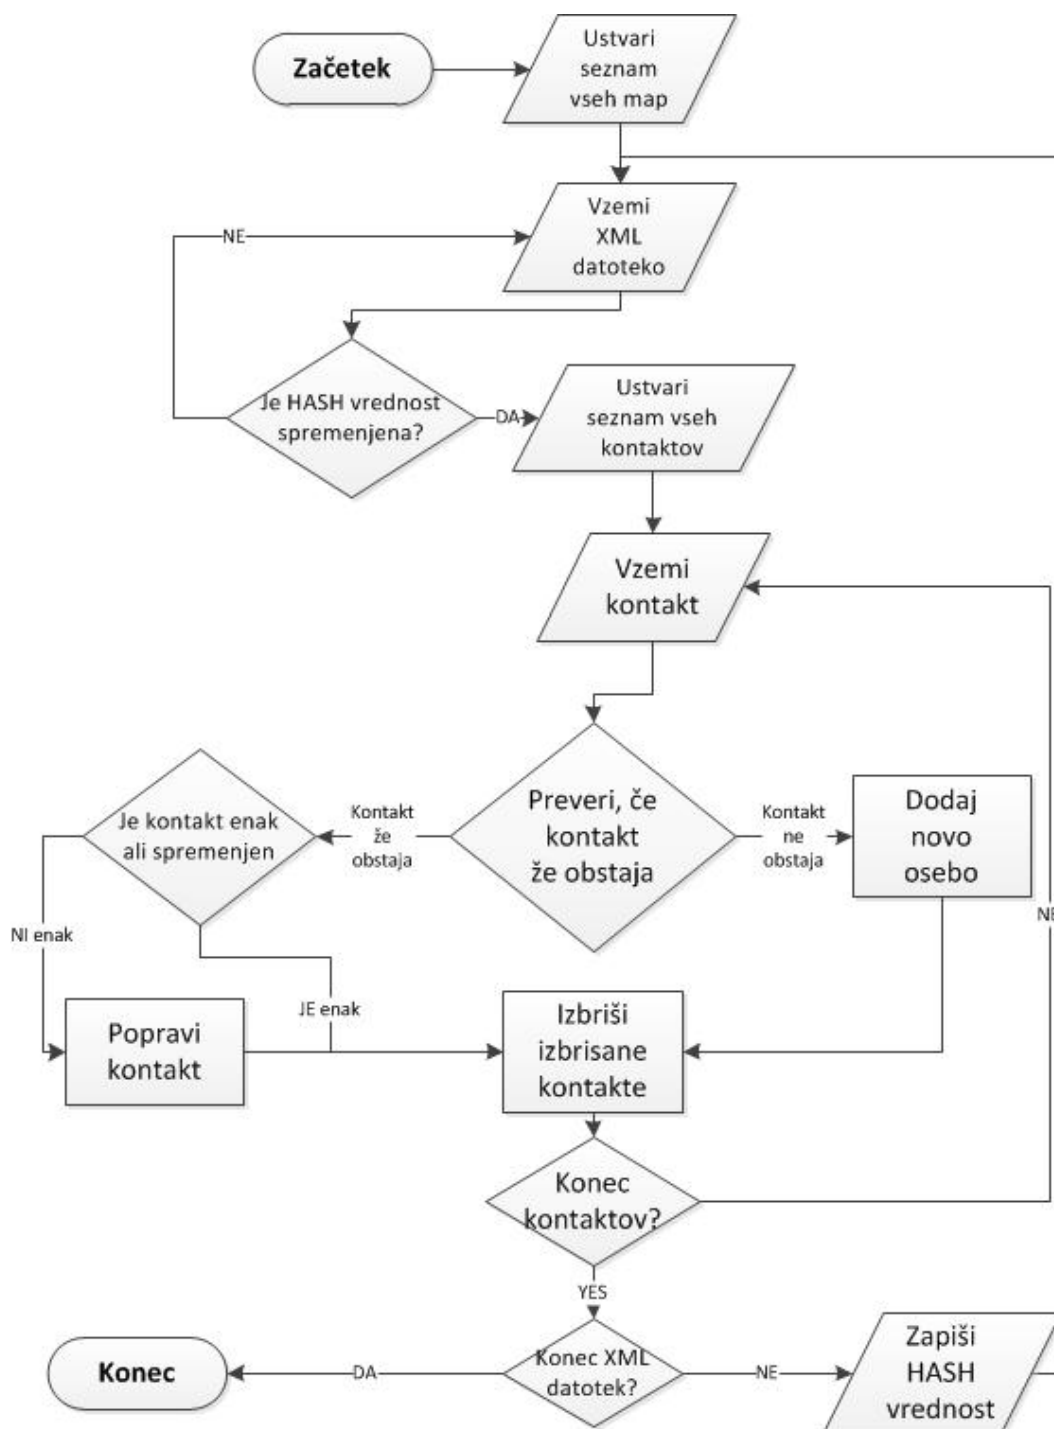 Začetek
Ustvari
seznam
vseh map
Vzemi
XML
datoteko
NE
Je HASH vrednost
spremenjena?
DA
Ustvari
seznam vseh
kontaktov
Vzemi
kontakt
Preveri, če
kontakt
že obstaja
Kontakt
že
obstaja
Je kontakt enak
ali spremenjen
Kontakt
ne
obstaja
Dodaj
novo
osebo
NI enak
JE enak
NE
Popravi
kontakt
Izbriši
izbrisane
kontakte
Konec
kontaktov?
YES
Konec XML
datotek?
DA
Konec
NE
Zapiši
HASH
vrednost